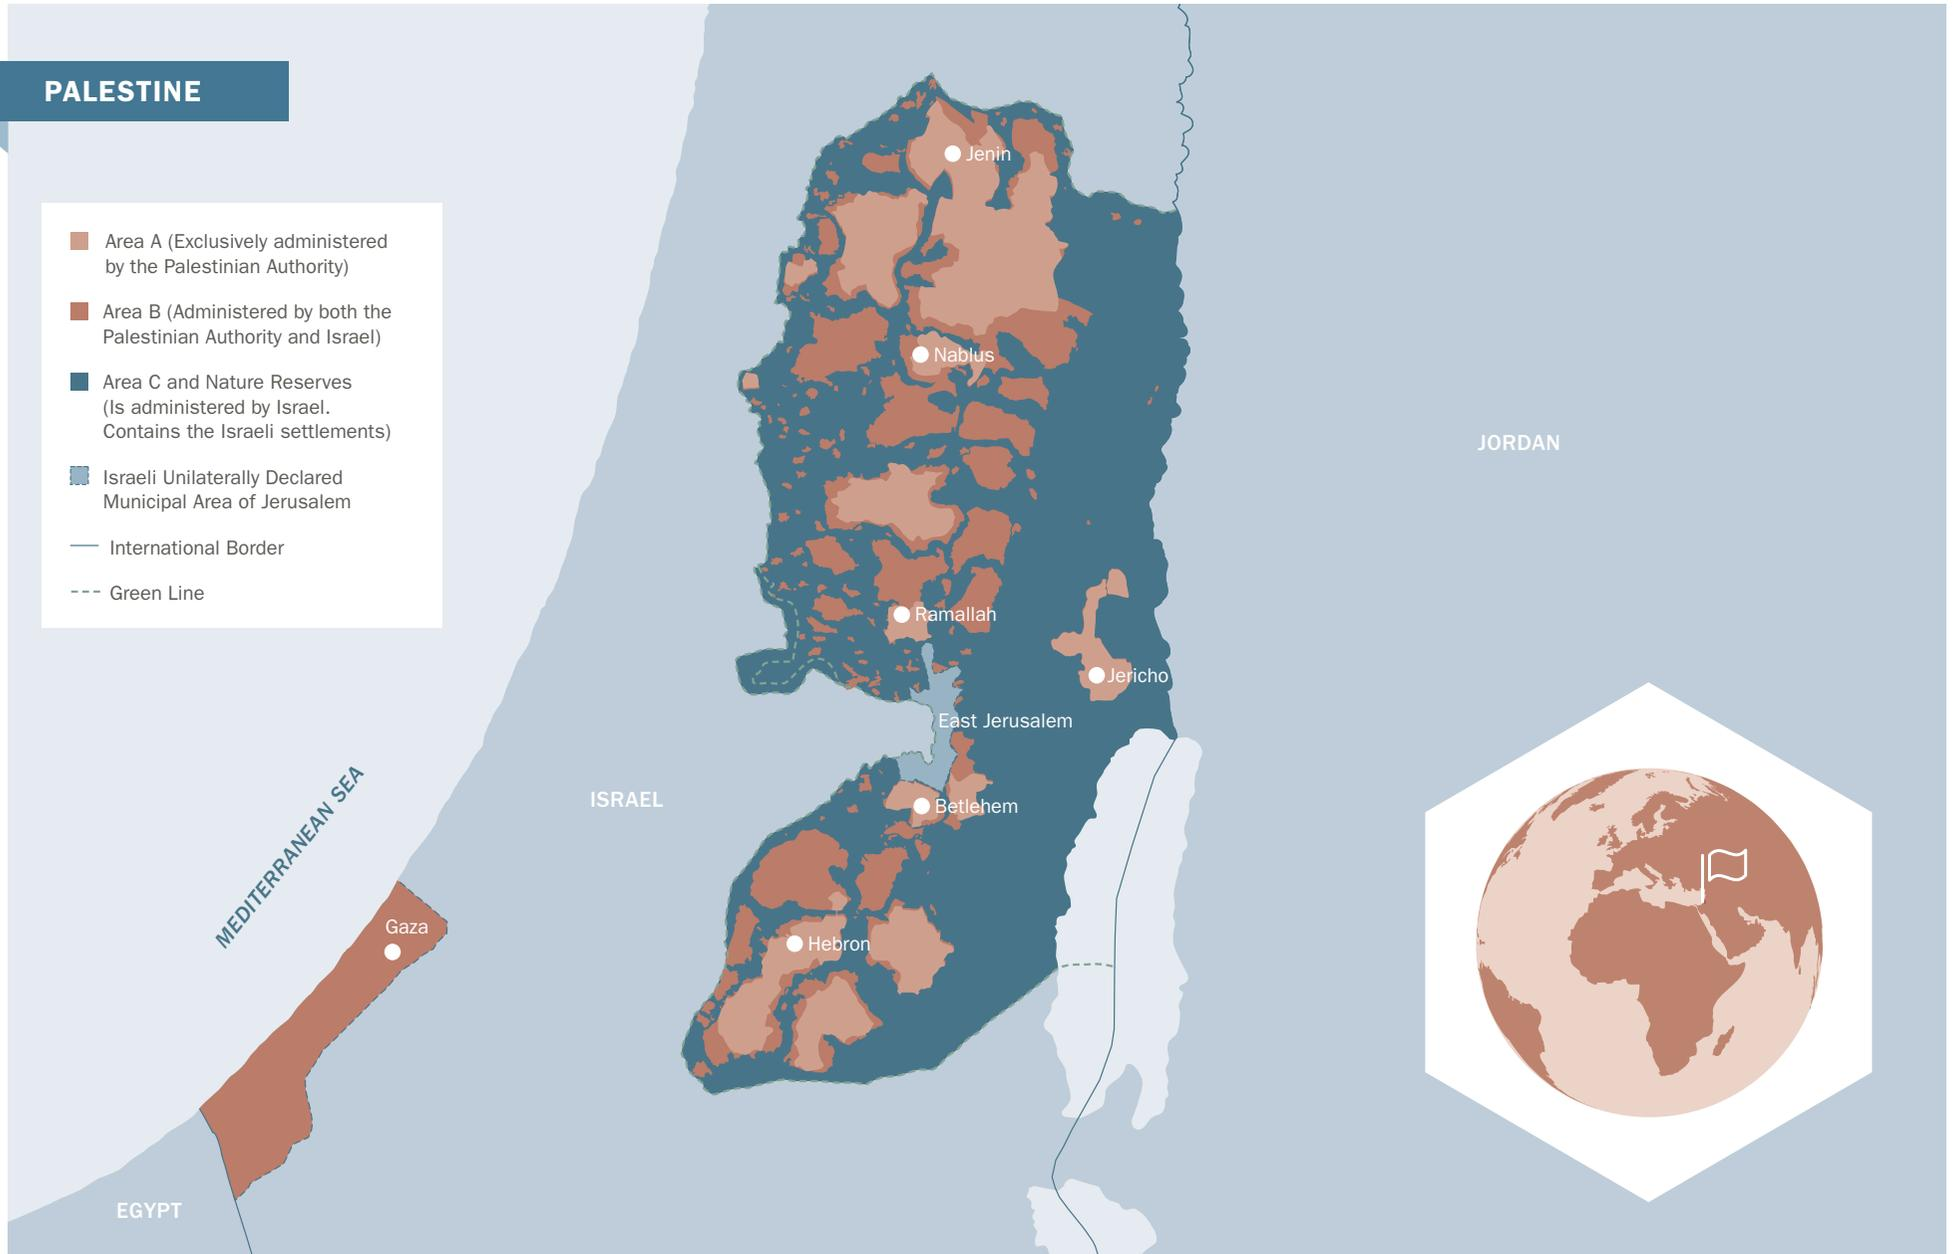 PALESTINE
Area A (Exclusively administered
by the Palestinian Authority)
Area B (Administered by both the
Palestinian Authority and Israel)
Area C and Nature Reserves
(Is administered by Israel.
Contains the Israeli settlements)
Israeli Unilaterally Declared
Municipal Area of Jerusalem
International Border
Green Line
Jenin
Nablus
JORDAN
Ramallah
Jericho
East Jerusalem
ISRAEL
Betlehem
MEDITERRANEAN SEA
Gaza
Hebron
EGYPT